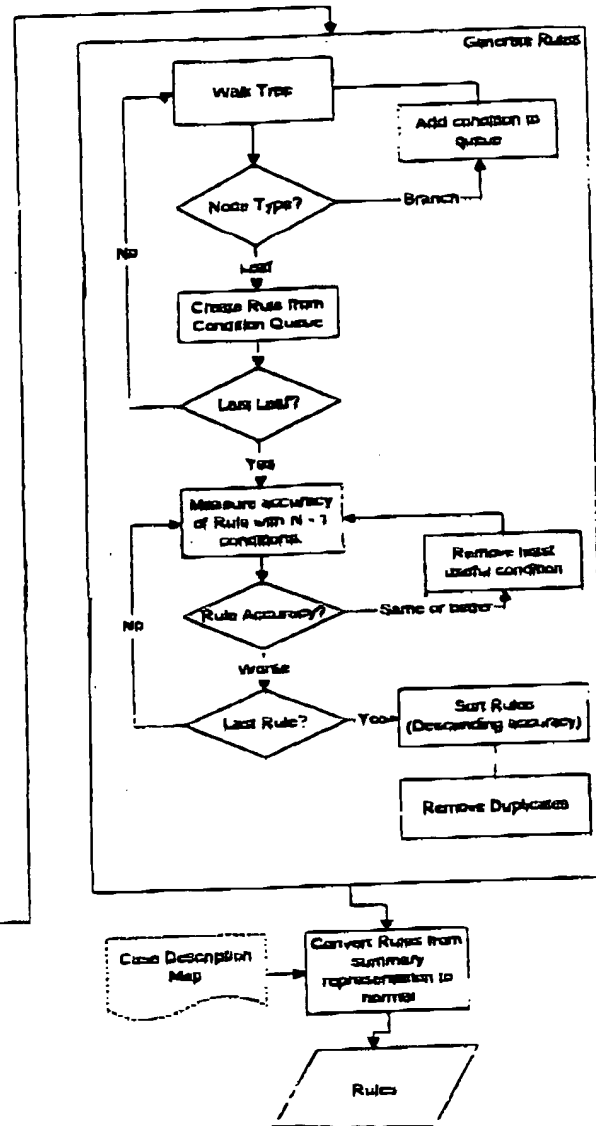 Generate Rules
Walk Tree
Add condition to
queue
Node Type?
Branch
No
Leaf
Create Rule from
Condition Queue
Last Leaf?
Yes
Measure accuracy
of Rule with N - 1
conditions.
Remove least
useful condition
Rule Accuracy?
Same or better
No
Worse
Last Rule?
Yes
Sort Rules
(Descending accuracy)
Remove Duplicates
Case Description
Map
Convert Rules from
summary
representation to
normal
Rules